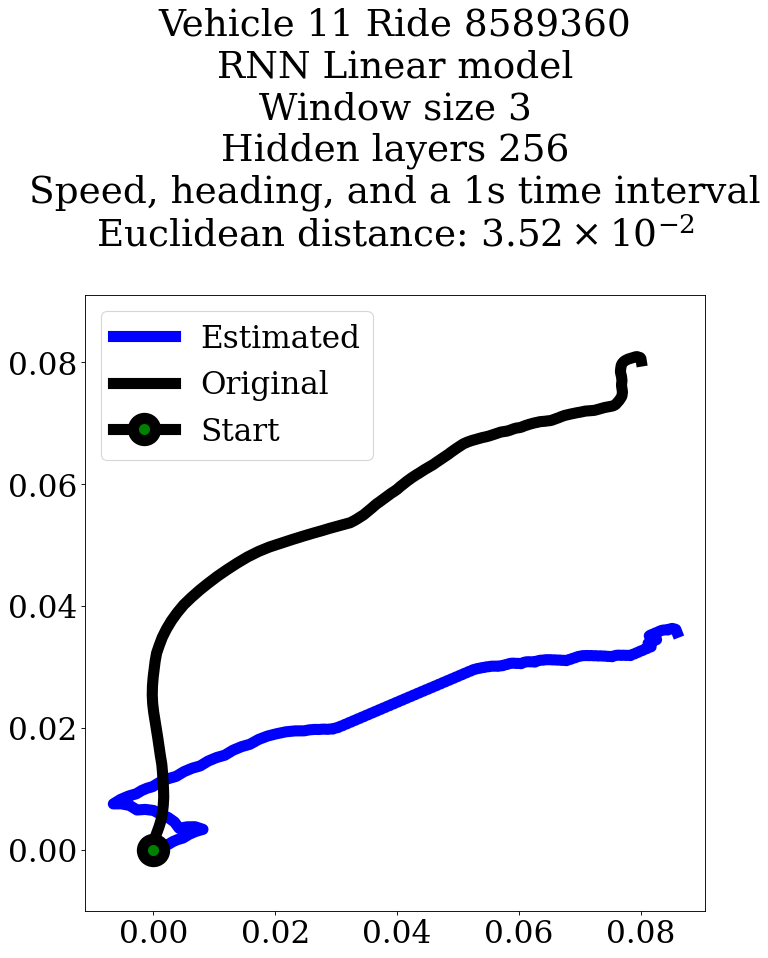 Vehicle 11 Ride 8589360
RNN Linear model
Window size 3
Hidden layers 256
Speed, heading, and a 1s time interval
Euclidean distance: 3.52 × 10⁻²
Estimated
Original
Start
0.08
0.06
0.04
0.02
0.00
0.00 0.02 0.04 0.06 0.08